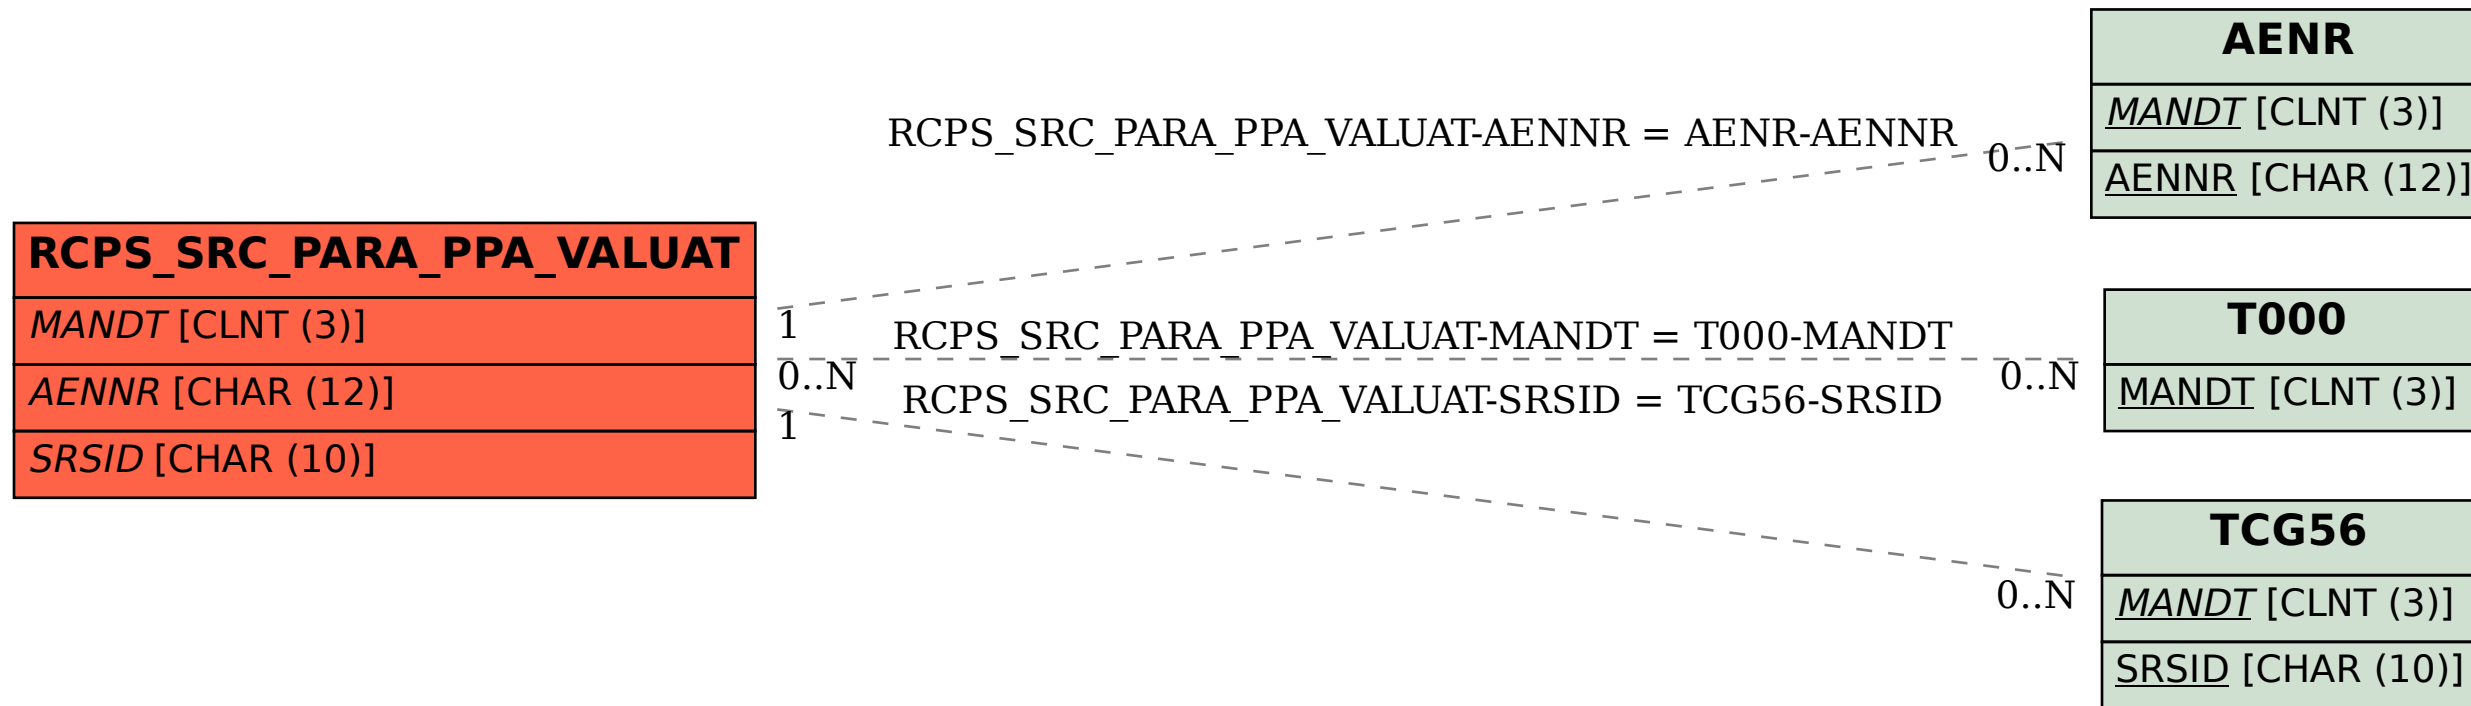 AENR
MANDT [CLNT (3)]
AENNR [CHAR (12)]
RCPS_SRC_PARA_PPA_VALUAT-AENNR = AENR-AENNR
0..N
RCPS_SRC_PARA_PPA_VALUAT
MANDT [CLNT (3)]
AENNR [CHAR (12)]
SRSID [CHAR (10)]
1
RCPS_SRC_PARA_PPA_VALUAT-MANDT = T000-MANDT
0..N
0..N
T000
MANDT [CLNT (3)]
RCPS_SRC_PARA_PPA_VALUAT-SRSID = TCG56-SRSID
1
0..N
TCG56
MANDT [CLNT (3)]
SRSID [CHAR (10)]